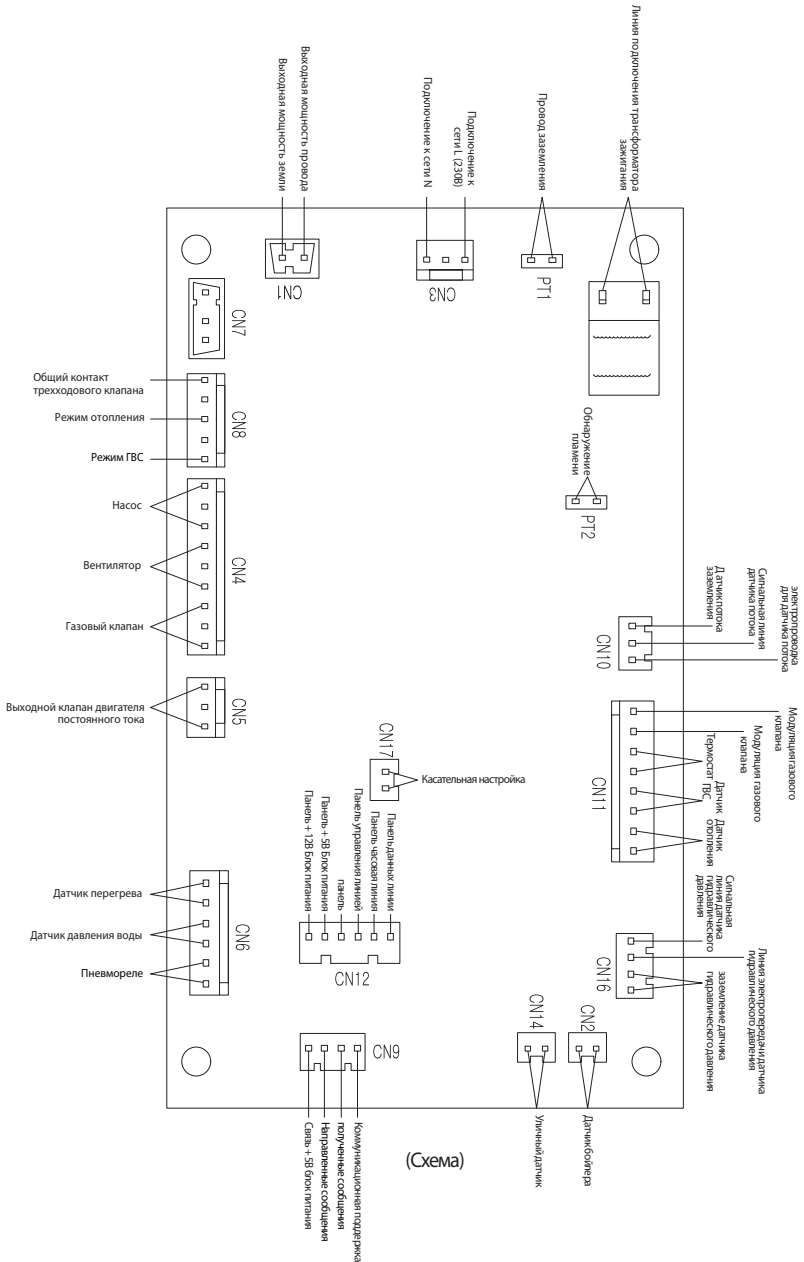 Выходная мощность земли
Выходная мощность провода
Подключение к сети N
Подключение к
сети L (230В)
Провод заземления
Линия подключения трансформатора
зажигания
CN1
CN3
PT1
CN7
Общий контакт
трехходового клапана
Режим отопления
Режим ГВС
CN8
Обнаружение
пламени
PT2
Насос
Вентилятор
Газовый клапан
CN4
Датчик потока
заземления
Сигнальная линия
датчика потока
электропроводка
для датчика потока
CN10
Выходной клапан двигателя
постоянного тока
CN5
CN17
Касательная настройка
Модуляция газового
клапана
Модуляция газового
клапана
Термостат
Датчик
ГВС
Датчик
отопления
CN11
Панель + 12В Блок питания
Панель + 5В Блок питания
панель
Панель управления линией
Панель часовая линия
Панель данных линии
CN12
Датчик перегрева
Датчик давления воды
Пневмореле
CN6
Сигнальная
линия датчика
гидравлического
давления
Линия электропередачи датчика
гидравлического давления
заземление датчика
гидравлического давления
CN16
CN9
CN14
CN2
Связь + 5В блок питания
Направленные сообщения
полученные сообщения
Коммуникационная поддержка
Уличный датчик
Датчик бойлера
(Схема)